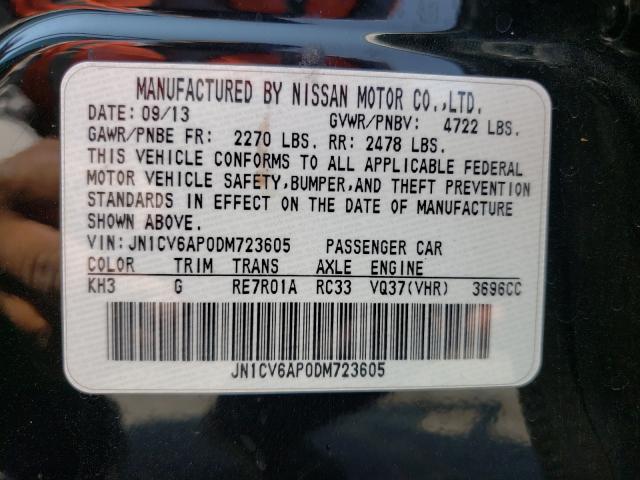 MANUFACTURED BY NISSAN MOTOR CO.,LTD.
DATE: 09/13 GVWR/PNBV: 4722 LBS.
GAWR/PNBE FR: 2270 LBS. RR: 2478 LBS.
THIS VEHICLE CONFORMS TO ALL APPLICABLE FEDERAL
MOTOR VEHICLE SAFETY,BUMPER,AND THEFT PREVENTION
STANDARDS IN EFFECT ON THE DATE OF MANUFACTURE
SHOWN ABOVE.
VIN:JN1CV6AP0DM723605 PASSENGER CAR
COLOR TRIM TRANS AXLE ENGINE
KH3 G RE7R01A RC33 VQ37(VHR) 3696CC
JN1CV6AP0DM723605